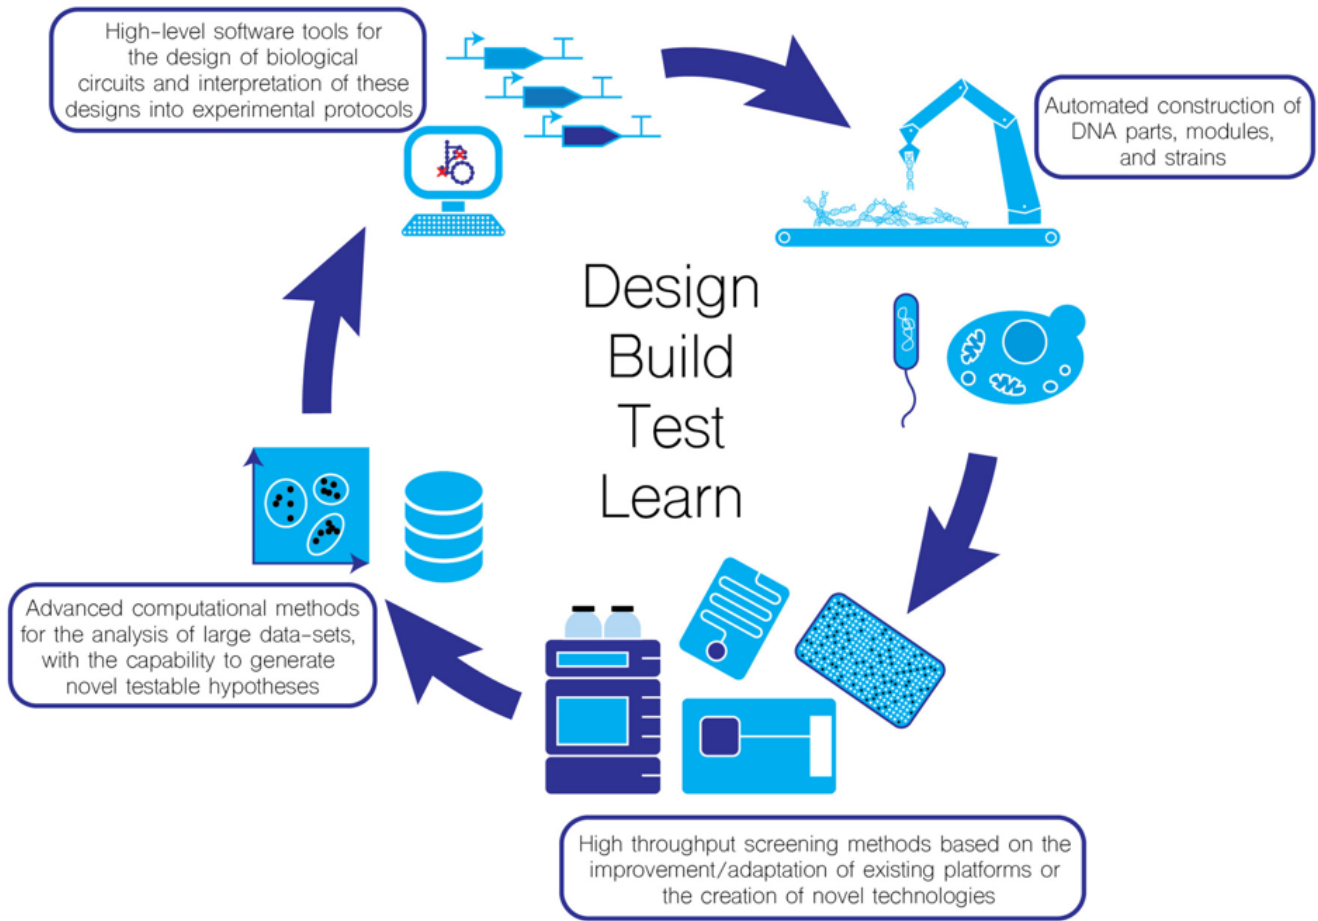 High-level software tools for
the design of biological
circuits and interpretation of these
designs into experimental protocols
Automated construction of
DNA parts, modules,
and strains
Design
Build
Test
Learn
Advanced computational methods
for the analysis of large data-sets,
with the capability to generate
novel testable hypotheses
High throughput screening methods based on the
improvement/adaptation of existing platforms or
the creation of novel technologies